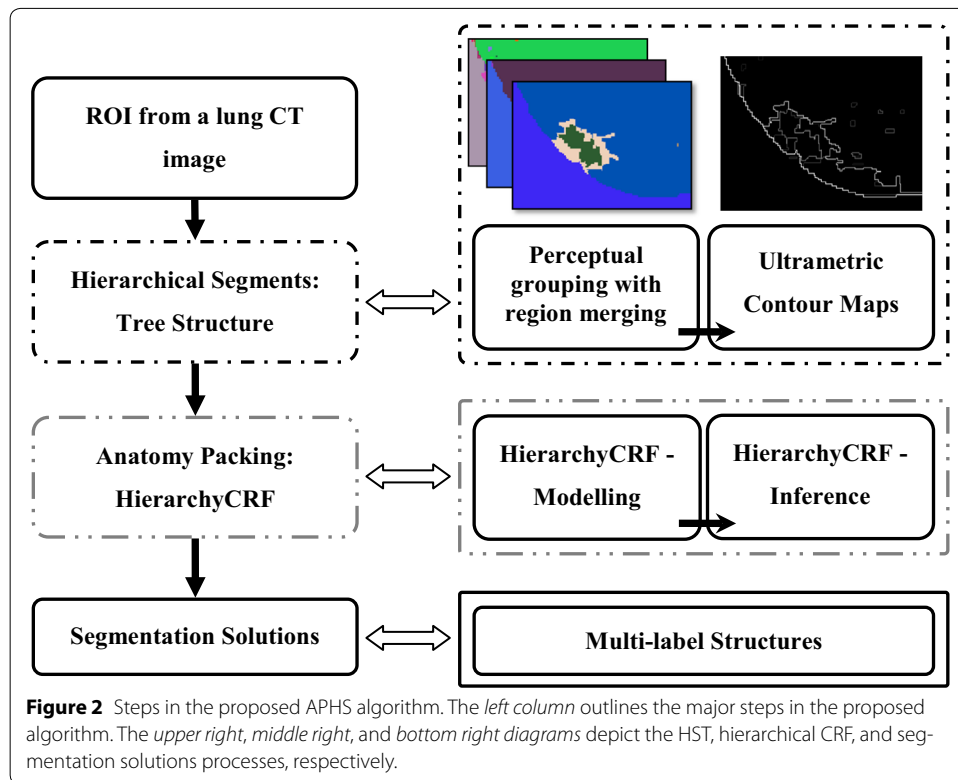 ROI from a lung CT
image
Hierarchical Segments:
Tree Structure
Perceptual
grouping with
region merging
Ultrametric
Contour Maps
Anatomy Packing:
HierarchyCRF
HierarchyCRF -
Modelling
HierarchyCRF -
Inference
Segmentation Solutions
Multi-label Structures
Figure 2 Steps in the proposed APHS algorithm. The left column outlines the major steps in the proposed
algorithm. The upper right, middle right, and bottom right diagrams depict the HST, hierarchical CRF, and seg-
mentation solutions processes, respectively.